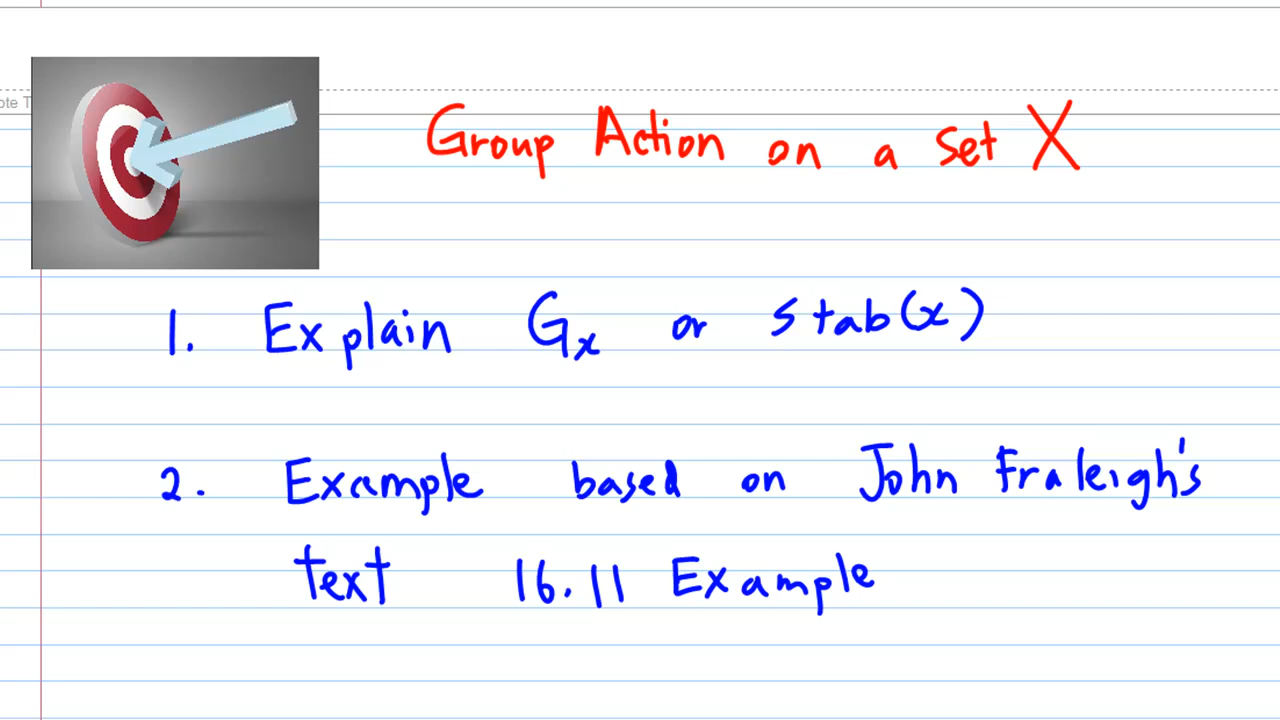 ote T
Group Action on a set X
1. Explain Gₓ or stab(x)
2. Example based on John Fraleigh's
text 16.11 Example